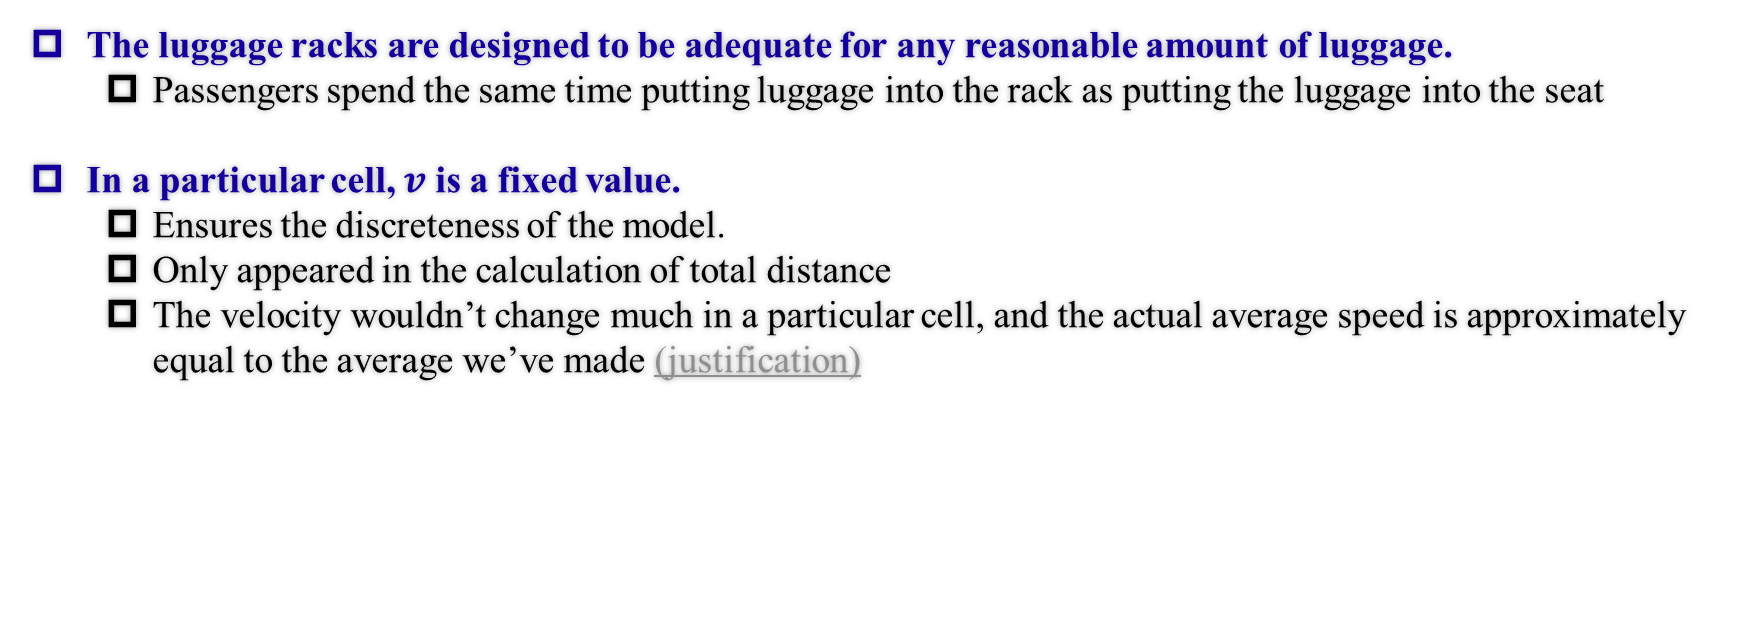 The luggage racks are designed to be adequate for any reasonable amount of luggage.
Passengers spend the same time putting luggage into the rack as putting the luggage into the seat
In a particular cell, v is a fixed value.
Ensures the discreteness of the model.
Only appeared in the calculation of total distance
The velocity wouldn’t change much in a particular cell, and the actual average speed is approximately
equal to the average we’ve made (justification)